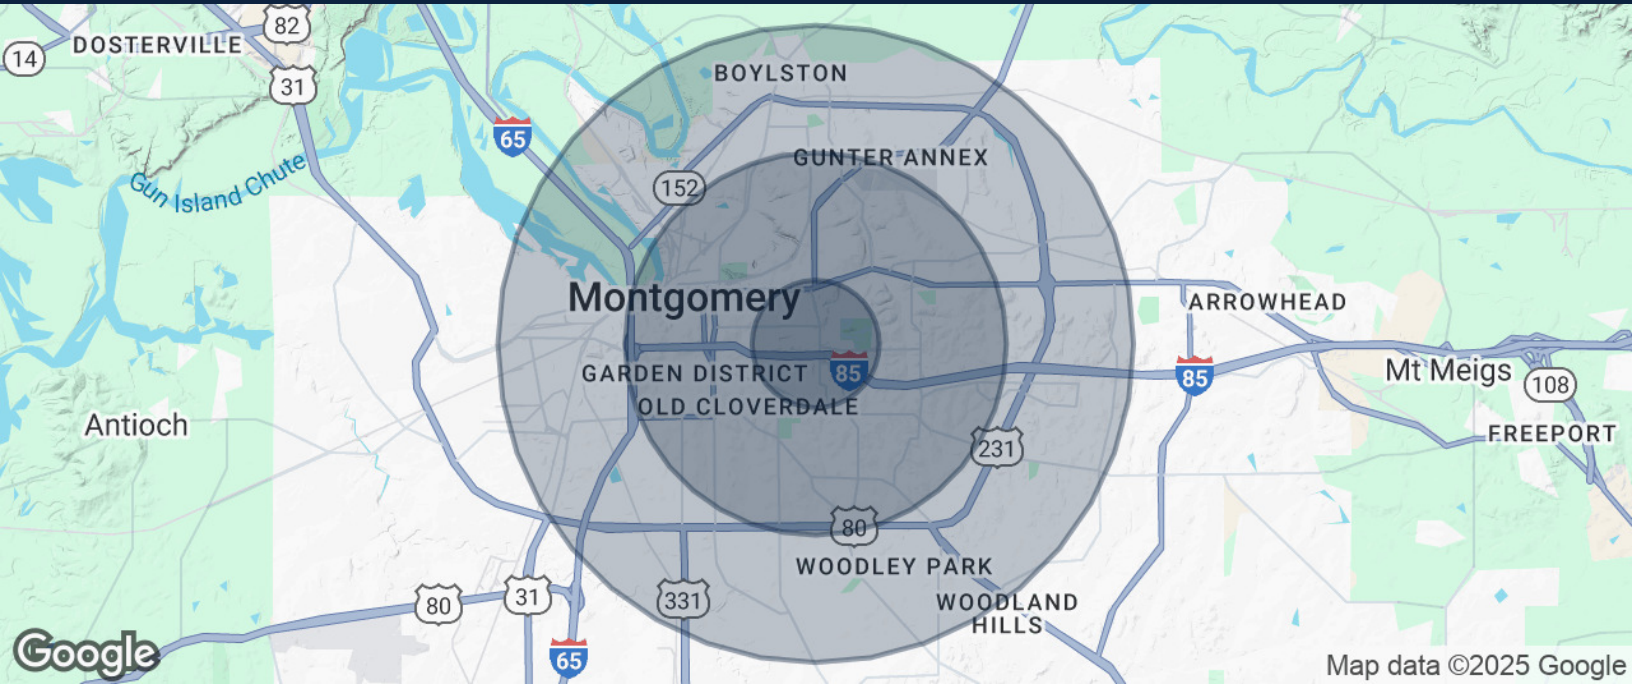 82
14
DOSTERVILLE
31
BOYLSTON
65
GUNTER ANNEX
Gun Island Chute
152
Montgomery
ARROWHEAD
GARDEN DISTRICT
85
85
Mt Meigs
108
OLD CLOVERDALE
Antioch
231
FREEPORT
80
WOODLEY PARK
80
31
331
WOODLAND
HILLS
65
Google
Map data ©2025 Google